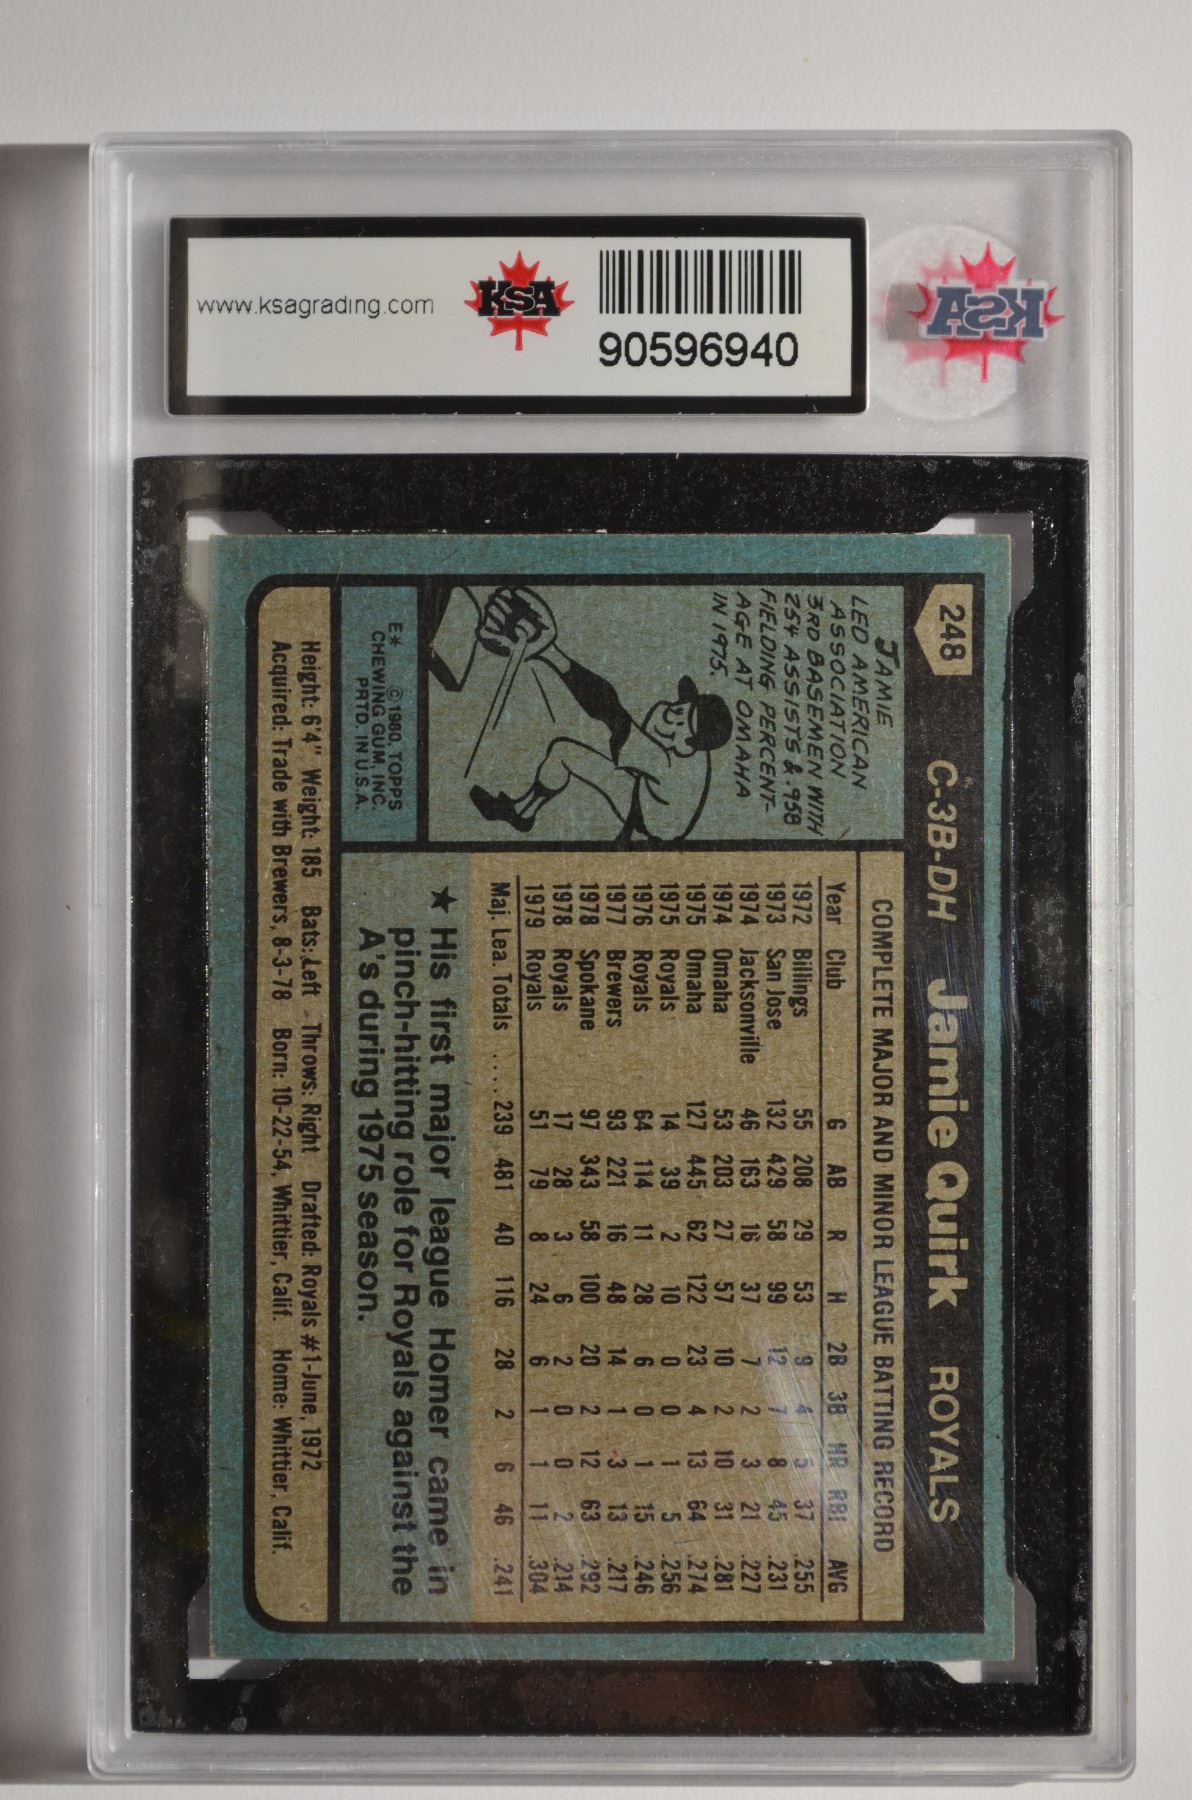 www.ksagrading.com
KSA
90596940
KSA
248 C-3B-DH Jamie Quirk ROYALS
JAMIE
LED AMERICAN
ASSOCIATION
3RD BASEMEN WITH
254 ASSISTS & .958
FIELDING PERCENT-
AGE AT OMAHA
IN 1975.
E* © 1980, TOPPS
CHEWING GUM, INC.
PRTD. IN U.S.A.
COMPLETE MAJOR AND MINOR LEAGUE BATTING RECORD
Year Club G AB R H 2B 3B HR RBI AVG.
1972 Billings 55 208 29 53 9 4 5 37 .255
1973 San Jose 132 429 58 99 12 7 8 45 .231
1974 Jacksonville 46 163 16 37 7 2 3 21 .227
1974 Omaha 53 203 27 57 10 2 10 31 .281
1975 Omaha 127 445 62 122 23 4 13 64 .274
1975 Royals 14 39 2 10 0 0 1 5 .256
1976 Royals 64 114 11 28 6 0 1 15 .246
1977 Brewers 93 221 16 48 14 1 3 13 .217
1978 Spokane 97 343 58 100 20 2 12 63 .292
1978 Royals 17 28 3 6 2 0 0 2 .214
1979 Royals 51 79 8 24 6 1 1 11 .304
Maj. Lea. Totals ..... 239 481 40 116 28 2 6 46 .241
★ His first major league Homer came in
pinch-hitting role for Royals against the
A's during 1975 season.
Height: 6'4" Weight: 185 Bats: Left Throws: Right Drafted: Royals #1-June, 1972
Acquired: Trade with Brewers, 8-3-78 Born: 10-22-54, Whittier, Calif. Home: Whittier, Calif.